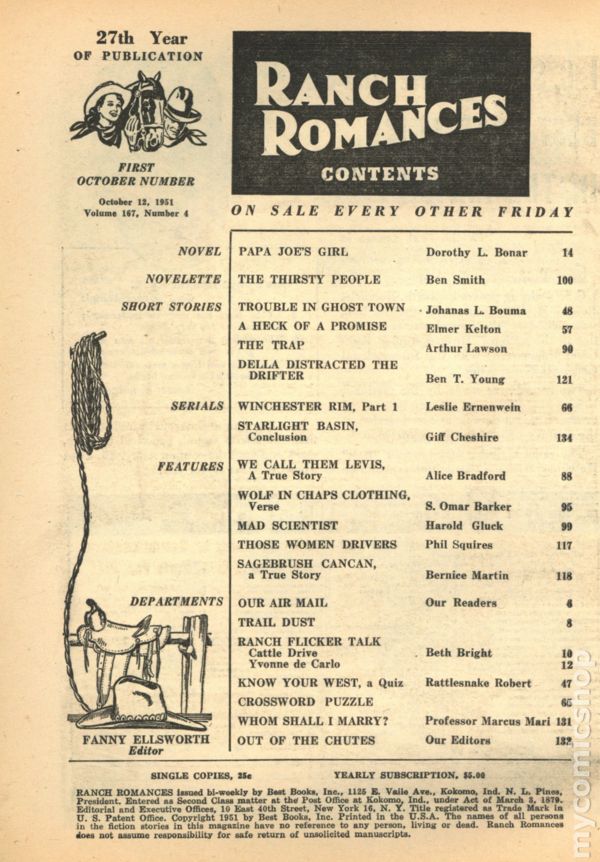 27th Year
OF PUBLICATION
FIRST
OCTOBER NUMBER
October 12, 1951
Volume 167, Number 4
RANCH
ROMANCES
CONTENTS
ON SALE EVERY OTHER FRIDAY
NOVEL PAPA JOE'S GIRL Dorothy L. Bonar 14
NOVELETTE THE THIRSTY PEOPLE Ben Smith 100
SHORT STORIES TROUBLE IN GHOST TOWN Johanas L. Bouma 48
A HECK OF A PROMISE Elmer Kelton 57
THE TRAP Arthur Lawson 90
DELLA DISTRACTED THE
DRIFTER Ben T. Young 121
SERIALS WINCHESTER RIM, Part 1 Leslie Ernenwein 66
STARLIGHT BASIN,
Conclusion Giff Cheshire 134
FEATURES WE CALL THEM LEVIS,
A True Story Alice Bradford 88
WOLF IN CHAPS CLOTHING,
Verse S. Omar Barker 95
MAD SCIENTIST Harold Gluck 99
THOSE WOMEN DRIVERS Phil Squires 117
SAGEBRUSH CANCAN,
a True Story Bernice Martin 118
DEPARTMENTS OUR AIR MAIL Our Readers 6
TRAIL DUST 8
RANCH FLICKER TALK
Cattle Drive Beth Bright 10
Yvonne de Carlo 12
KNOW YOUR WEST, a Quiz Rattlesnake Robert 47
CROSSWORD PUZZLE 65
WHOM SHALL I MARRY? Professor Marcus Mari 131
OUT OF THE CHUTES Our Editors 132
FANNY ELLSWORTH
Editor
SINGLE COPIES, 25c YEARLY SUBSCRIPTION, $5.00
RANCH ROMANCES issued bi-weekly by Best Books, Inc., 1125 E. Vaile Ave., Kokomo, Ind. N. L. Pines,
President. Entered as Second Class matter at the Post Office at Kokomo, Ind., under Act of March 3, 1879.
Editorial and Executive Offices, 10 East 40th Street, New York 16, N. Y. Title registered as Trade Mark in
U. S. Patent Office. Copyright 1951 by Best Books, Inc. Printed in the U.S.A. The names of all persons
in the fiction stories in this magazine have no reference to any person, living or dead. Ranch Romances
does not assume responsibility for safe return of unsolicited manuscripts.
mycomicshop